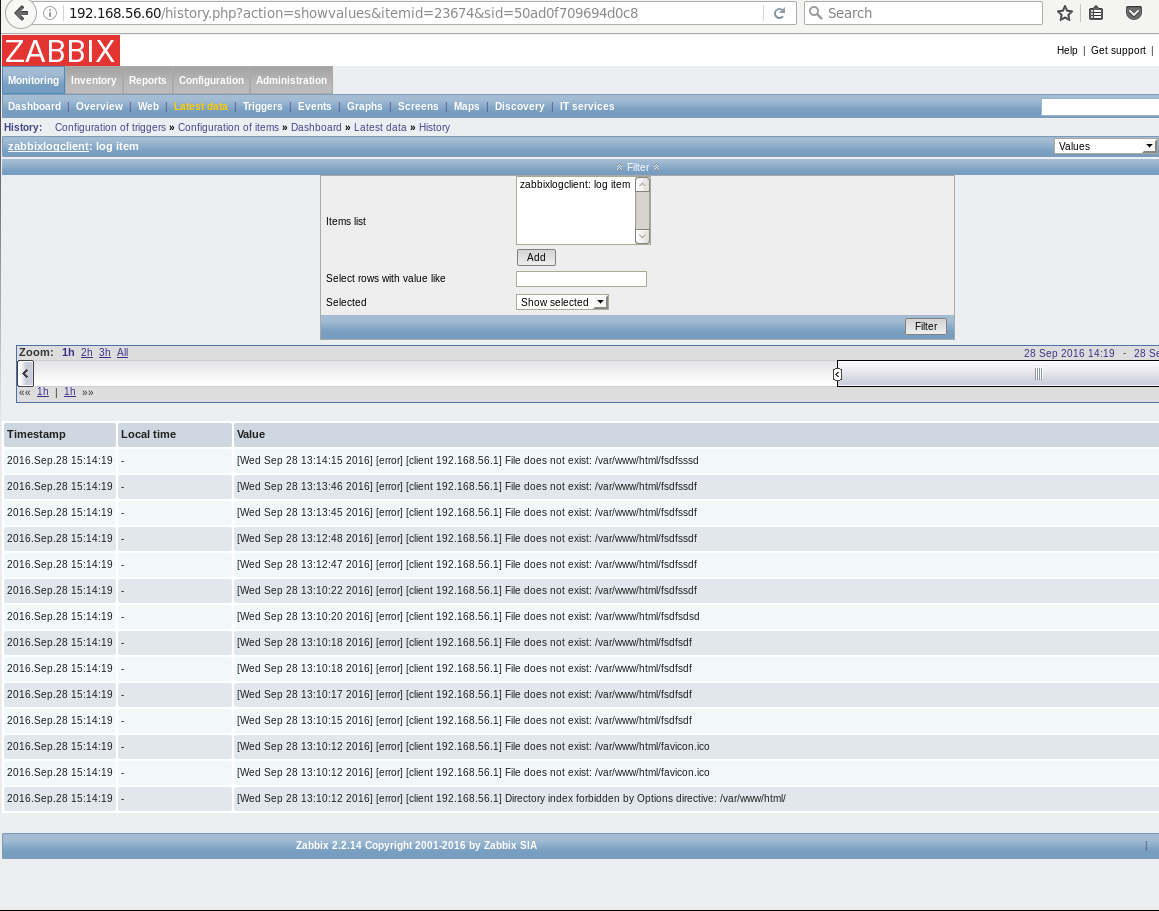 192.168.56.60/history.php?action=showvalues&itemid=23674&sid=50ad0f709694d0c8 Search
ZABBIX
Help | Get support |
Monitoring Inventory Reports Configuration Administration
Dashboard | Overview | Web | Latest data | Triggers | Events | Graphs | Screens | Maps | Discovery | IT services
History: Configuration of triggers » Configuration of items » Dashboard » Latest data » History
zabbixlogclient: log item Values
Filter
zabbixlogclient: log item
Items list
Add
Select rows with value like
Selected Show selected
Filter
Zoom: 1h 2h 3h All 28 Sep 2016 14:19 - 28 Se
«« 1h | 1h »»
Timestamp Local time Value
2016.Sep.28 15:14:19 - [Wed Sep 28 13:14:15 2016] [error] [client 192.168.56.1] File does not exist: /var/www/html/fsdfsssd
2016.Sep.28 15:14:19 - [Wed Sep 28 13:13:46 2016] [error] [client 192.168.56.1] File does not exist: /var/www/html/fsdfssdf
2016.Sep.28 15:14:19 - [Wed Sep 28 13:13:45 2016] [error] [client 192.168.56.1] File does not exist: /var/www/html/fsdfssdf
2016.Sep.28 15:14:19 - [Wed Sep 28 13:12:48 2016] [error] [client 192.168.56.1] File does not exist: /var/www/html/fsdfssdf
2016.Sep.28 15:14:19 - [Wed Sep 28 13:12:47 2016] [error] [client 192.168.56.1] File does not exist: /var/www/html/fsdfssdf
2016.Sep.28 15:14:19 - [Wed Sep 28 13:10:22 2016] [error] [client 192.168.56.1] File does not exist: /var/www/html/fsdfssdf
2016.Sep.28 15:14:19 - [Wed Sep 28 13:10:20 2016] [error] [client 192.168.56.1] File does not exist: /var/www/html/fsdfsdsd
2016.Sep.28 15:14:19 - [Wed Sep 28 13:10:18 2016] [error] [client 192.168.56.1] File does not exist: /var/www/html/fsdfsdf
2016.Sep.28 15:14:19 - [Wed Sep 28 13:10:18 2016] [error] [client 192.168.56.1] File does not exist: /var/www/html/fsdfsdf
2016.Sep.28 15:14:19 - [Wed Sep 28 13:10:17 2016] [error] [client 192.168.56.1] File does not exist: /var/www/html/fsdfsdf
2016.Sep.28 15:14:19 - [Wed Sep 28 13:10:15 2016] [error] [client 192.168.56.1] File does not exist: /var/www/html/fsdfsdf
2016.Sep.28 15:14:19 - [Wed Sep 28 13:10:12 2016] [error] [client 192.168.56.1] File does not exist: /var/www/html/favicon.ico
2016.Sep.28 15:14:19 - [Wed Sep 28 13:10:12 2016] [error] [client 192.168.56.1] File does not exist: /var/www/html/favicon.ico
2016.Sep.28 15:14:19 - [Wed Sep 28 13:10:12 2016] [error] [client 192.168.56.1] Directory index forbidden by Options directive: /var/www/html/
Zabbix 2.2.14 Copyright 2001-2016 by Zabbix SIA |